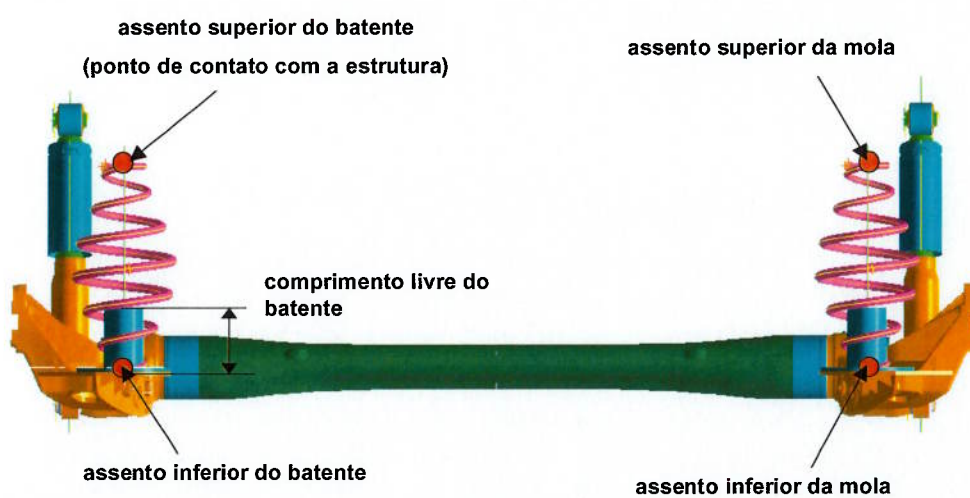 assento superior do batente
(ponto de contato com a estrutura)
assento superior da mola
comprimento livre do
batente
assento inferior do batente
assento inferior da mola